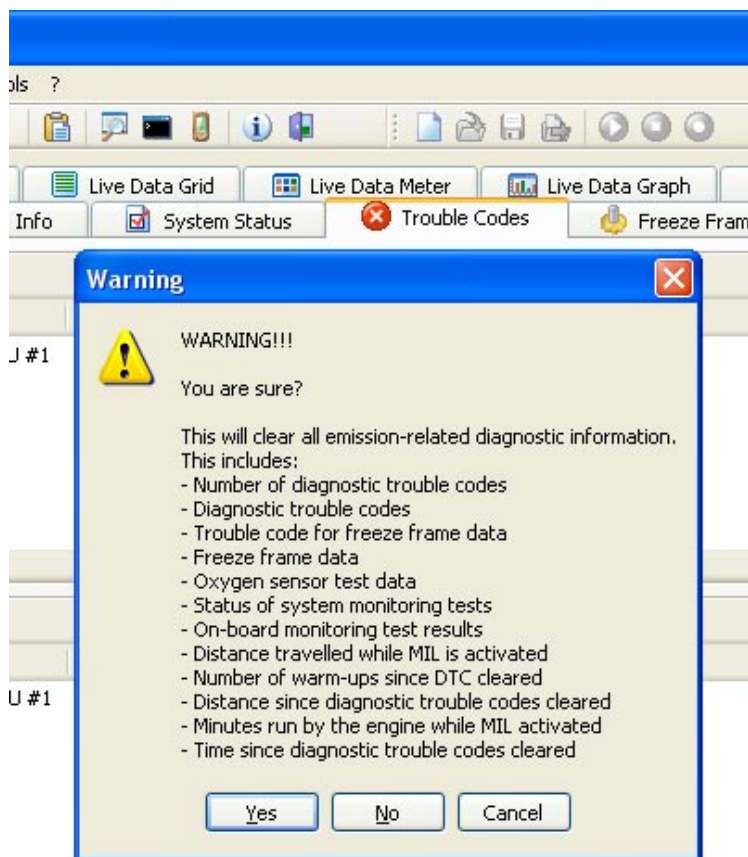 ols ?
Live Data Grid Live Data Meter Live Data Graph
Info System Status Trouble Codes Freeze Fram
Warning
WARNING!!!
U #1
You are sure?
This will clear all emission-related diagnostic information.
This includes:
- Number of diagnostic trouble codes
- Diagnostic trouble codes
- Trouble code for freeze frame data
- Freeze frame data
- Oxygen sensor test data
- Status of system monitoring tests
- On-board monitoring test results
- Distance travelled while MIL is activated
- Number of warm-ups since DTC cleared
U #1
- Distance since diagnostic trouble codes cleared
- Minutes run by the engine while MIL activated
- Time since diagnostic trouble codes cleared
Yes No Cancel